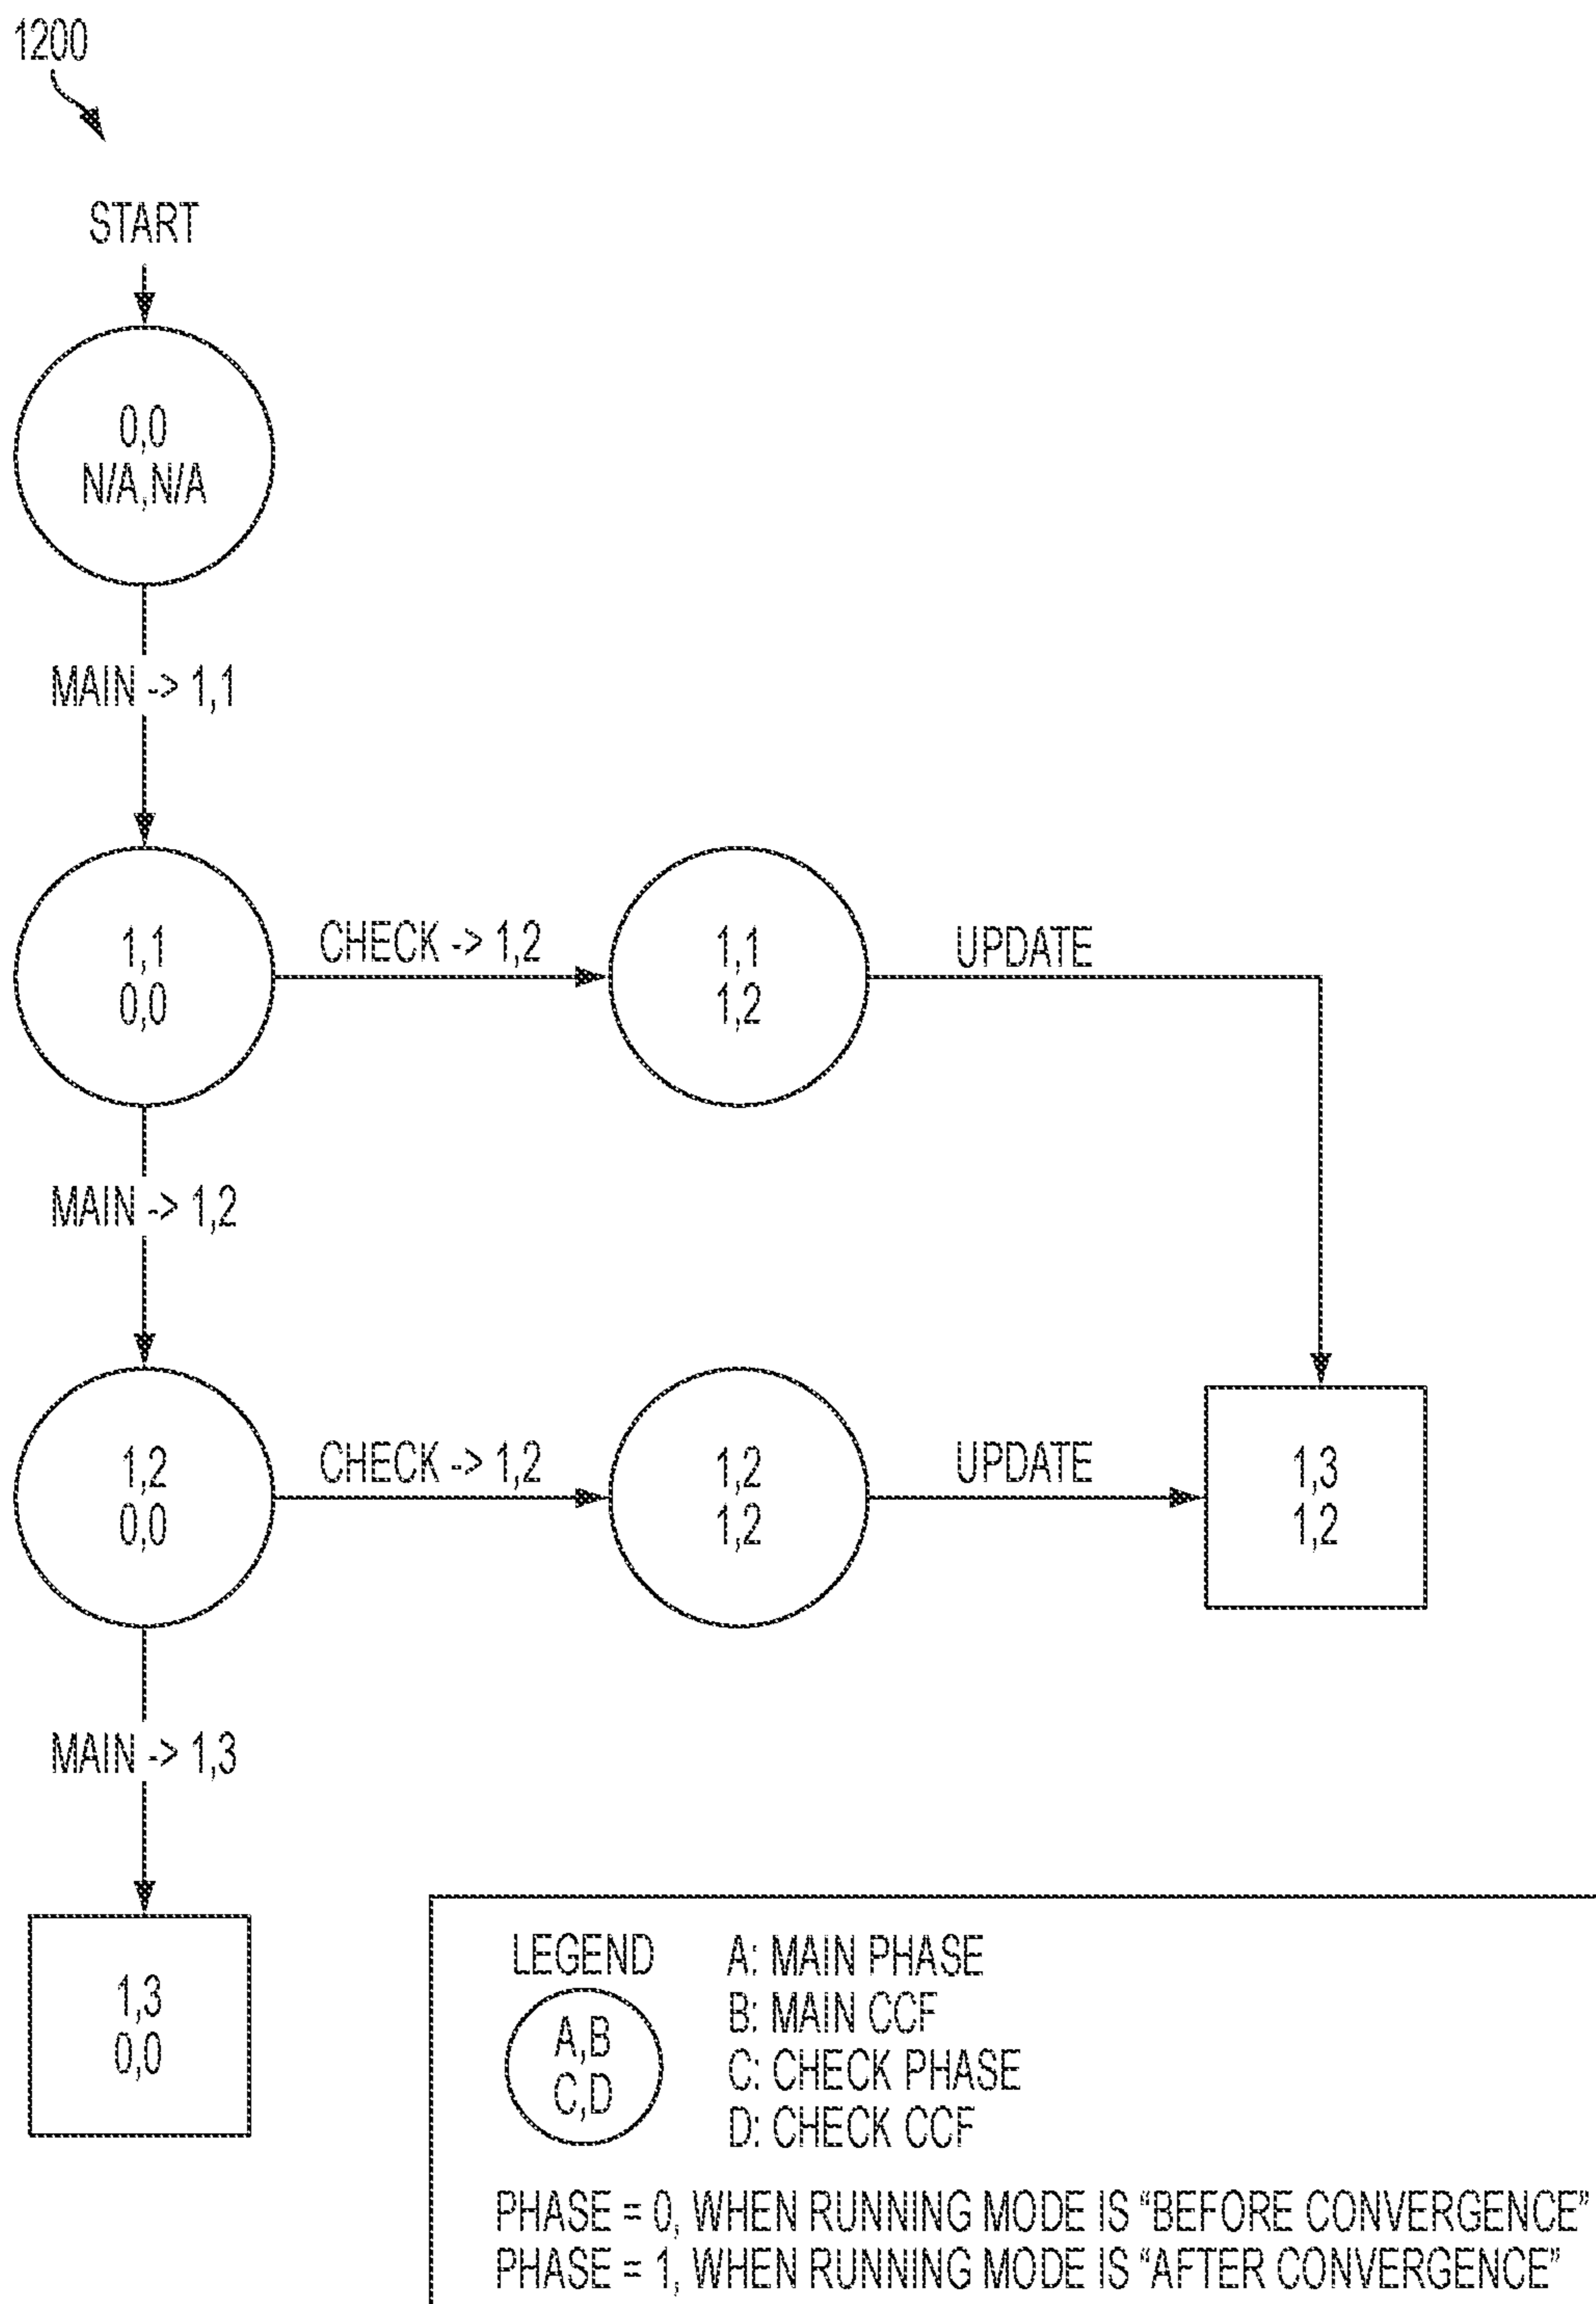 1200
START
0,0
N/A,N/A
MAIN -> 1,1
1,1
0,0
CHECK -> 1,2
1,1
1,2
UPDATE
MAIN -> 1,2
1,2
0,0
CHECK -> 1,2
1,2
1,2
UPDATE
1,3
1,2
MAIN -> 1,3
1,3
0,0
LEGEND
A,B
C,D
A: MAIN PHASE
B: MAIN CCF
C: CHECK PHASE
D: CHECK CCF
PHASE = 0, WHEN RUNNING MODE IS "BEFORE CONVERGENCE"
PHASE = 1, WHEN RUNNING MODE IS "AFTER CONVERGENCE"